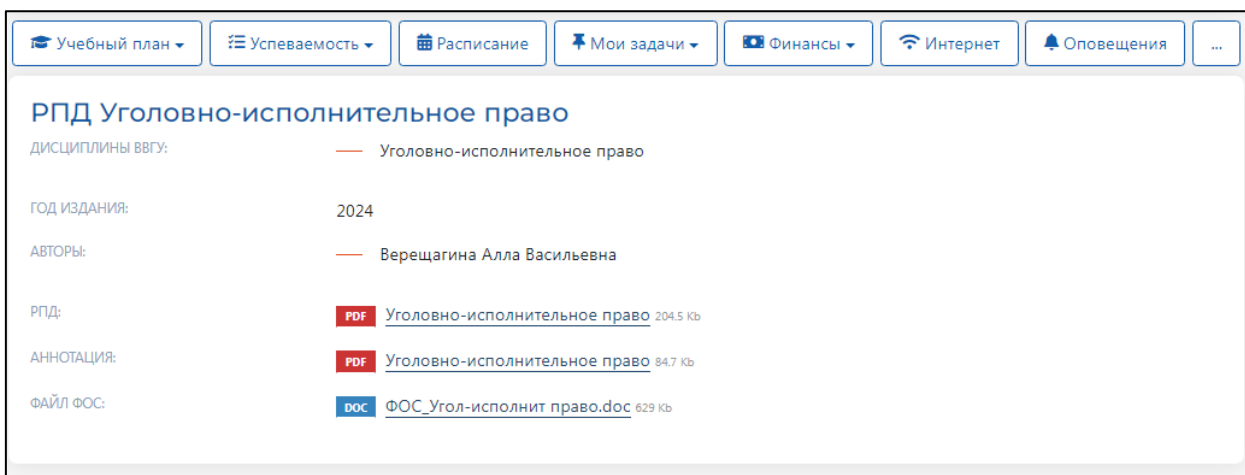 Учебный план Успеваемость Расписание Мои задачи Финансы Интернет Оповещения ...
РПД Уголовно-исполнительное право
ДИСЦИПЛИНЫ ВВГУ: Уголовно-исполнительное право
ГОД ИЗДАНИЯ: 2024
АВТОРЫ: Верещагина Алла Васильевна
РПД: PDF Уголовно-исполнительное право 204.5 Kb
АННОТАЦИЯ: PDF Уголовно-исполнительное право 84.7 Kb
ФАЙЛ ФОС: DOC ФОС_Угол-исполнит право.doc 629 Kb